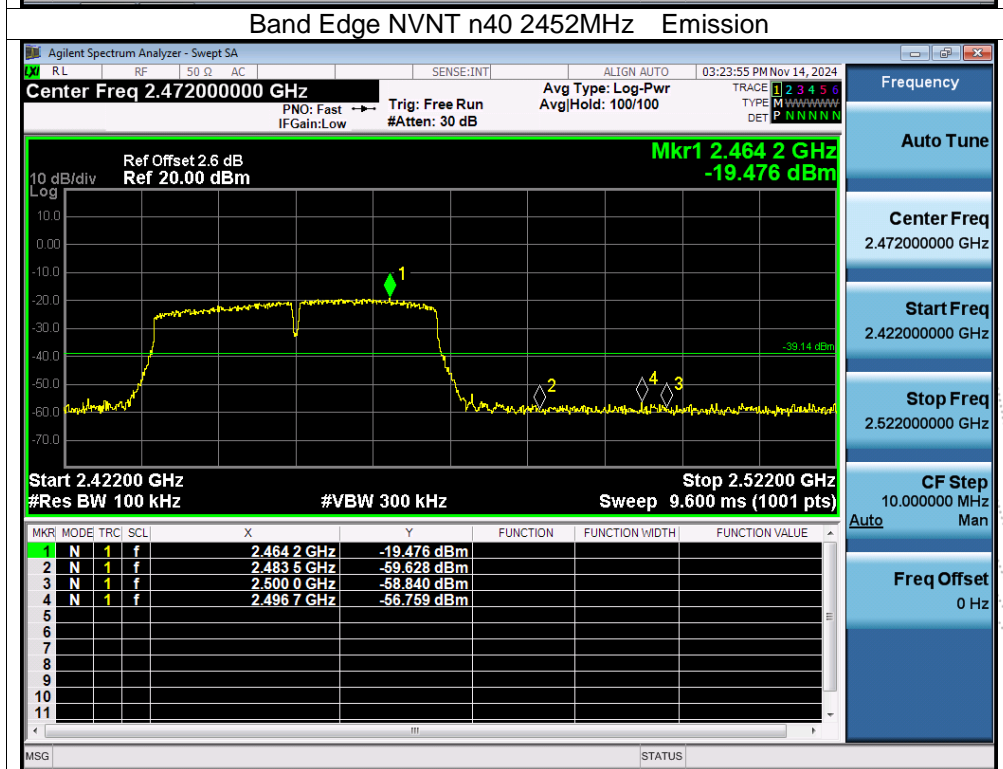 Band Edge NVNT n40 2452MHz Emission
Agilent Spectrum Analyzer - Swept SA
LXI RL RF 50 Ω AC SENSE:INT ALIGN AUTO 03:23:55 PM Nov 14, 2024
Center Freq 2.472000000 GHz Avg Type: Log-Pwr TRACE 1 2 3 4 5 6
PNO: Fast Trig: Free Run Avg|Hold: 100/100 TYPE M WWWWW
IFGain:Low #Atten: 30 dB DET P N N N N N
Ref Offset 2.6 dB Mkr1 2.464 2 GHz
10 dB/div Ref 20.00 dBm -19.476 dBm
Log
10.0
0.00
-10.0
1
-20.0
-30.0
-39.14 dBm
-40.0
-50.0
2 4 3
-60.0
-70.0
Start 2.42200 GHz Stop 2.52200 GHz
#Res BW 100 kHz #VBW 300 kHz Sweep 9.600 ms (1001 pts)
MKR MODE TRC SCL X Y FUNCTION FUNCTION WIDTH FUNCTION VALUE
1 N 1 f 2.464 2 GHz -19.476 dBm
2 N 1 f 2.483 5 GHz -59.628 dBm
3 N 1 f 2.500 0 GHz -58.840 dBm
4 N 1 f 2.496 7 GHz -56.759 dBm
5
6
7
8
9
10
11
MSG STATUS
Frequency
Auto Tune
Center Freq
2.472000000 GHz
Start Freq
2.422000000 GHz
Stop Freq
2.522000000 GHz
CF Step
10.000000 MHz
Auto Man
Freq Offset
0 Hz